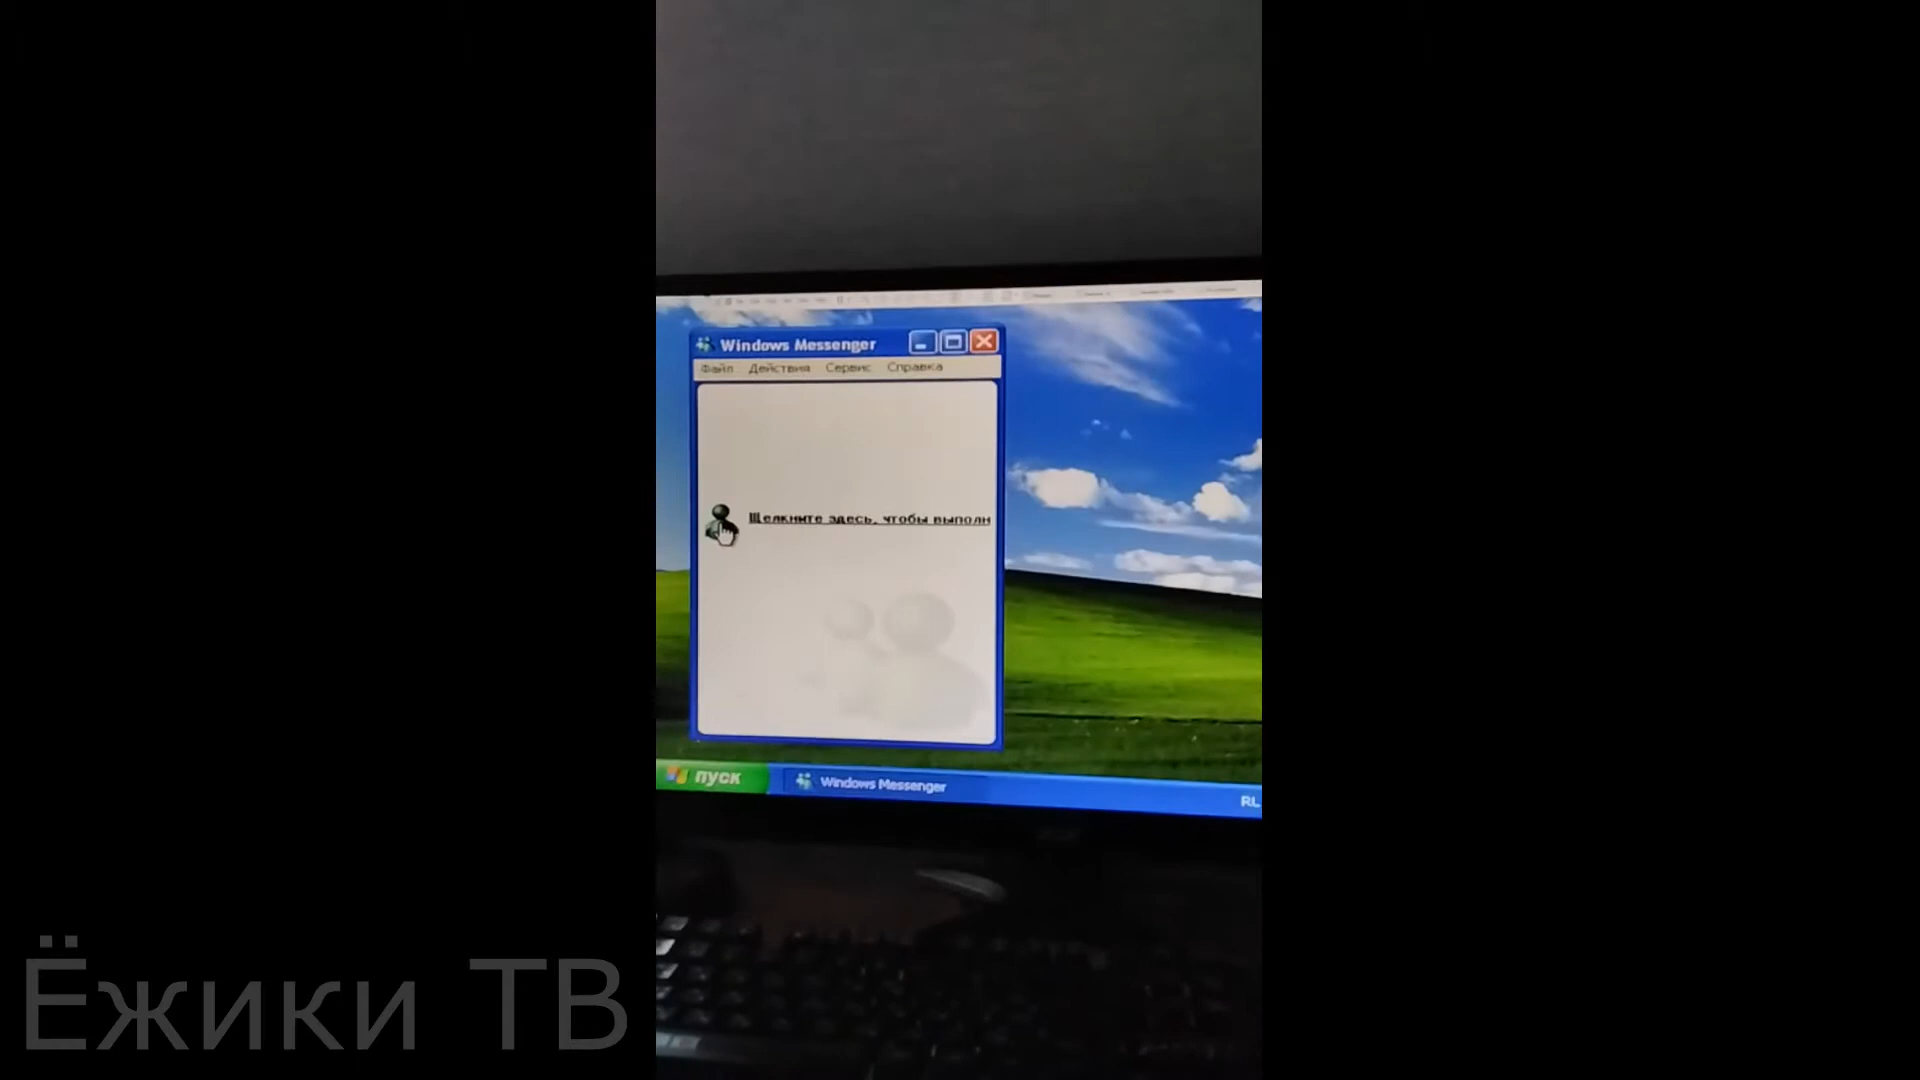 Windows Messenger
Файл Действия Сервис Справка
Щелкните здесь, чтобы выполн
пуск Windows Messenger RL
Ёжики ТВ